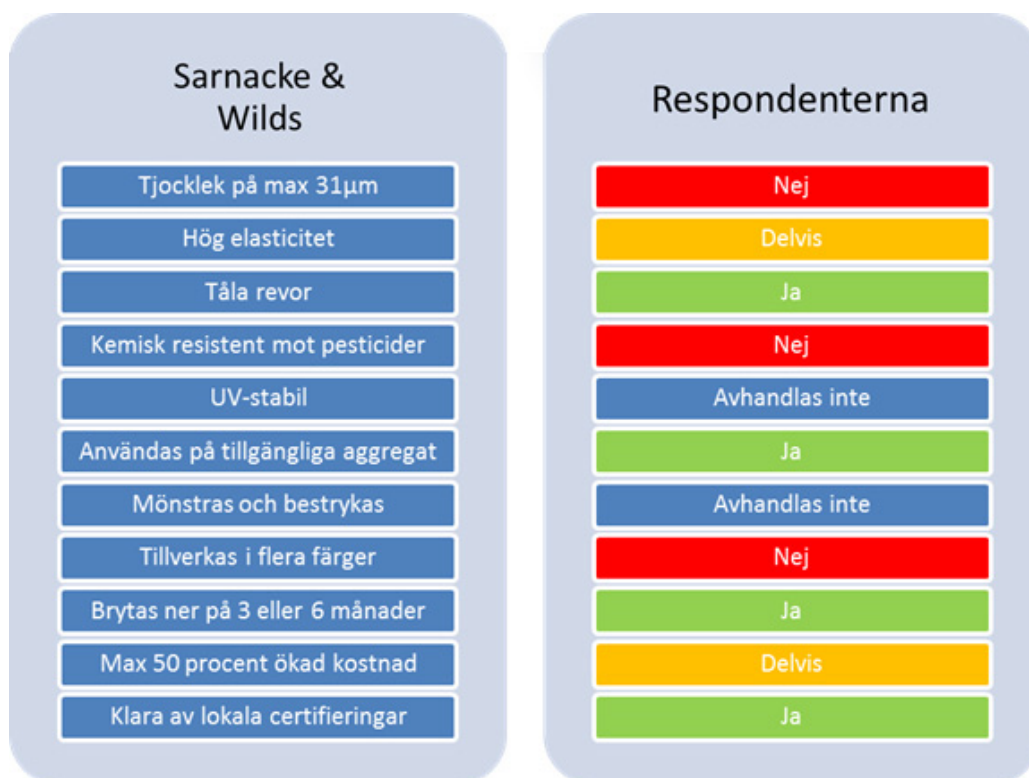 Sarnacke &
Wilds
Tjocklek på max 31µm
Hög elasticitet
Tåla revor
Kemisk resistent mot pesticider
UV-stabil
Användas på tillgängliga aggregat
Mönstras och bestrykas
Tillverkas i flera färger
Brytas ner på 3 eller 6 månader
Max 50 procent ökad kostnad
Klara av lokala certifieringar
Respondenterna
Nej
Delvis
Ja
Nej
Avhandlas inte
Ja
Avhandlas inte
Nej
Ja
Delvis
Ja